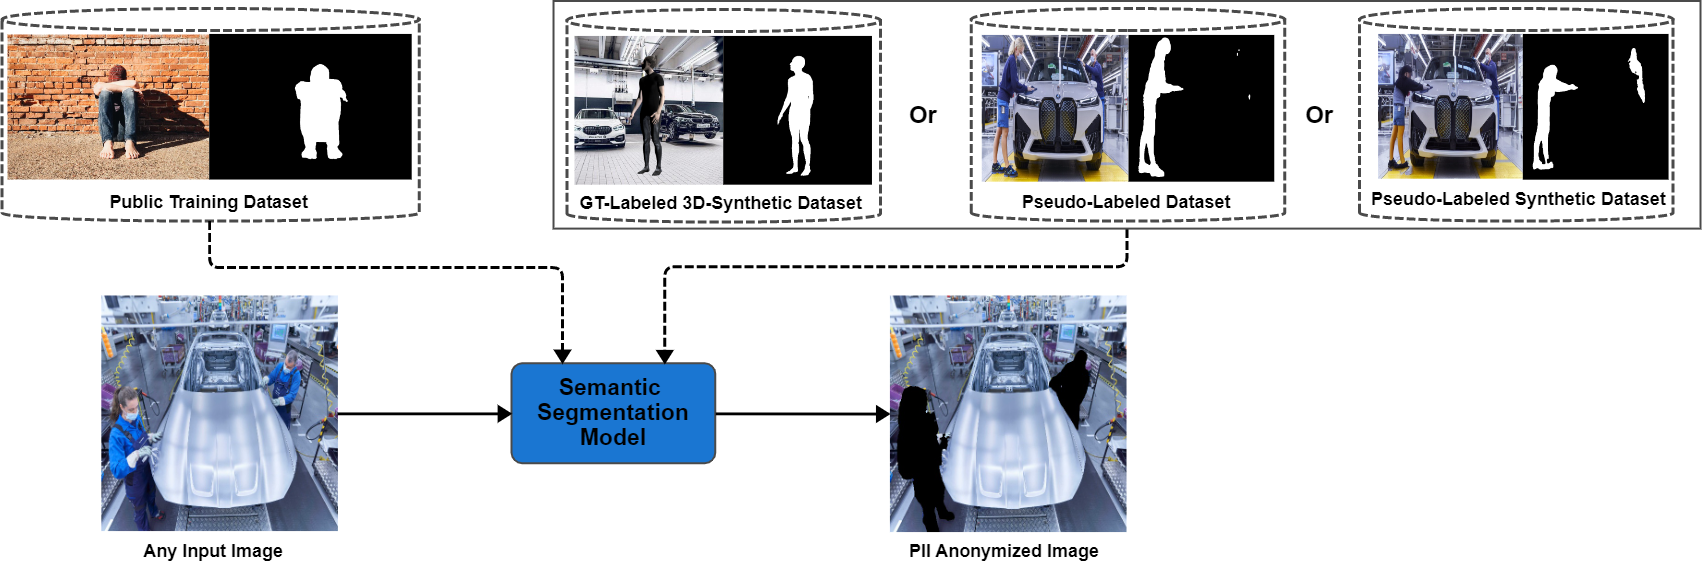 Or
Or
Public Training Dataset
GT-Labeled 3D-Synthetic Dataset
Pseudo-Labeled Dataset
Pseudo-Labeled Synthetic Dataset
Semantic
Segmentation
Model
Any Input Image
PII Anonymized Image